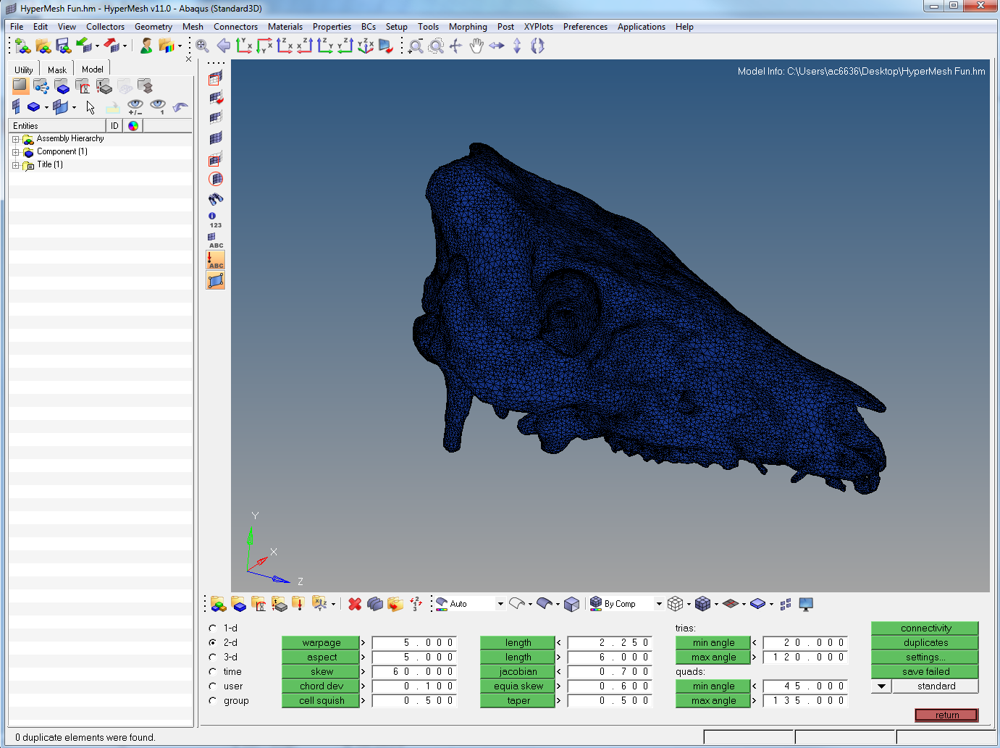 HyperMesh Fun.hm - HyperMesh v11.0 - Abaqus (Standard3D)
File Edit View Collectors Geometry Mesh Connectors Materials Properties BCs Setup Tools Morphing Post XYPlots Preferences Applications Help
Utility Mask Model
Model Info: C:\Users\ac6636\Desktop\HyperMesh Fun.hm
Entities ID
Assembly Hierarchy
Component (1)
Title (1)
123
ABC
ABC
Y
X
Z
Auto By Comp
1-d trias: connectivity
2-d warpage > 5.000 length < 2.250 min angle < 20.000 duplicates
3-d aspect > 5.000 length > 6.000 max angle > 120.000 settings...
time skew > 60.000 jacobian < 0.700 quads: save failed
user chord dev > 0.100 equia skew > 0.600 min angle < 45.000 standard
group cell squish > 0.500 taper > 0.500 max angle > 135.000
return
0 duplicate elements were found.